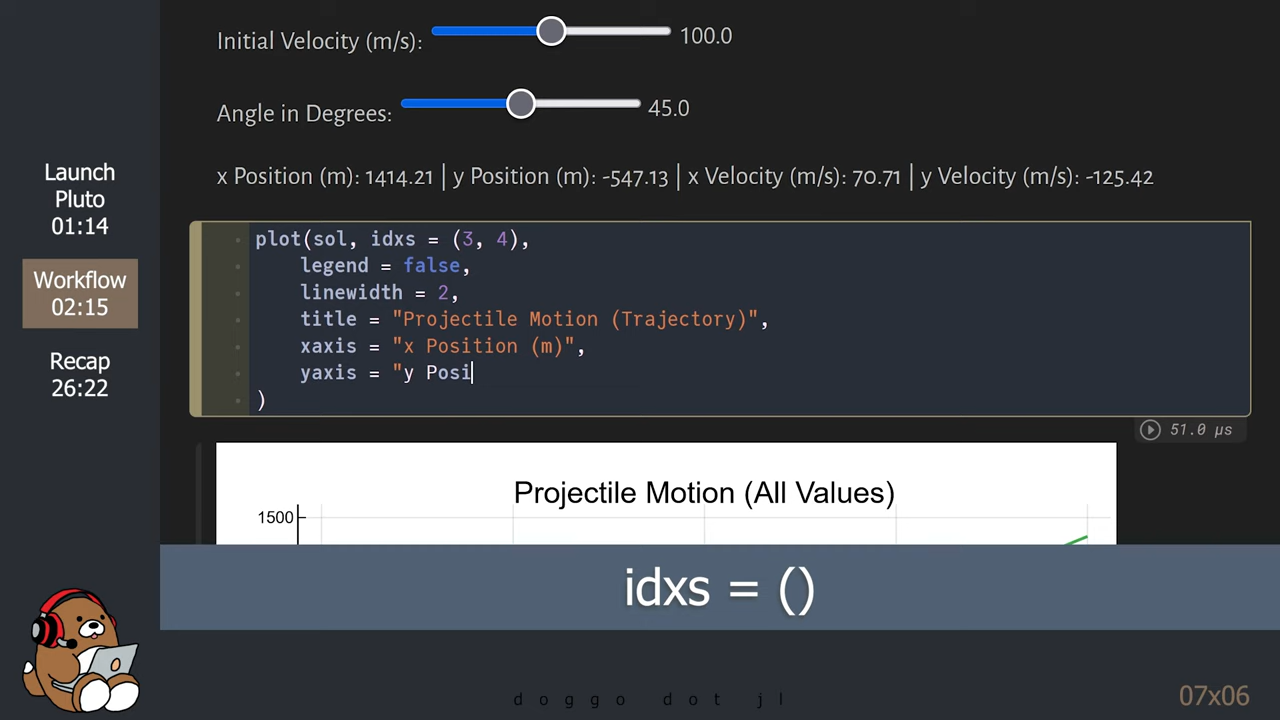 Initial Velocity (m/s): 100.0
Angle in Degrees: 45.0
x Position (m): 1414.21 | y Position (m): -547.13 | x Velocity (m/s): 70.71 | y Velocity (m/s): -125.42
Launch
Pluto
01:14
Workflow
02:15
Recap
26:22
plot(sol, idxs = (3, 4),
legend = false,
linewidth = 2,
title = "Projectile Motion (Trajectory)",
xaxis = "x Position (m)",
yaxis = "y Posi
)
51.0 μs
Projectile Motion (All Values)
1500
idxs = ()
doggo dot jl
07x06